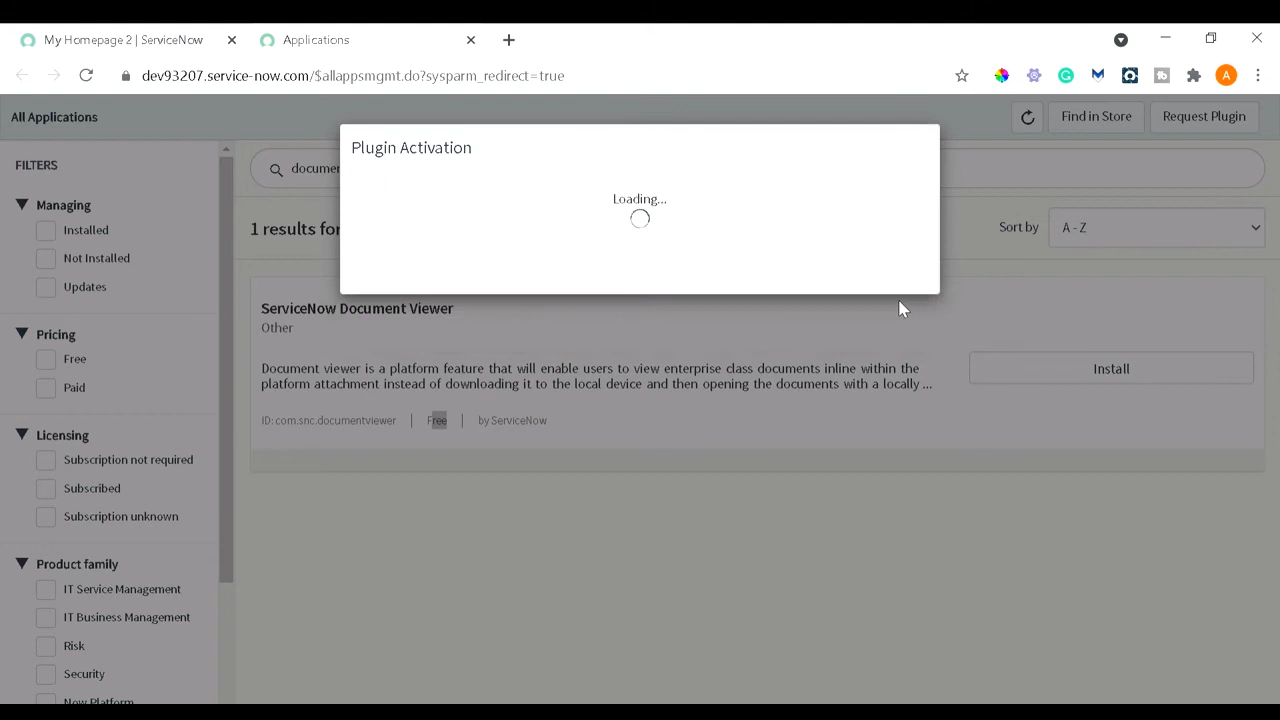 My Homepage 2 | ServiceNow
Applications
dev93207.service-now.com/$allappsmgmt.do?sysparm_redirect=true
A
All Applications
Find in Store
Request Plugin
FILTERS
Managing
Installed
Not Installed
Updates
Pricing
Free
Paid
Licensing
Subscription not required
Subscribed
Subscription unknown
Product family
IT Service Management
IT Business Management
Risk
Security
Now Platform
Plugin Activation
Loading...
1 results for
Sort by
A - Z
ServiceNow Document Viewer
Other
Document viewer is a platform feature that will enable users to view enterprise class documents inline within the
platform attachment instead of downloading it to the local device and then opening the documents with a locally ...
Install
ID: com.snc.documentviewer | Free | by ServiceNow